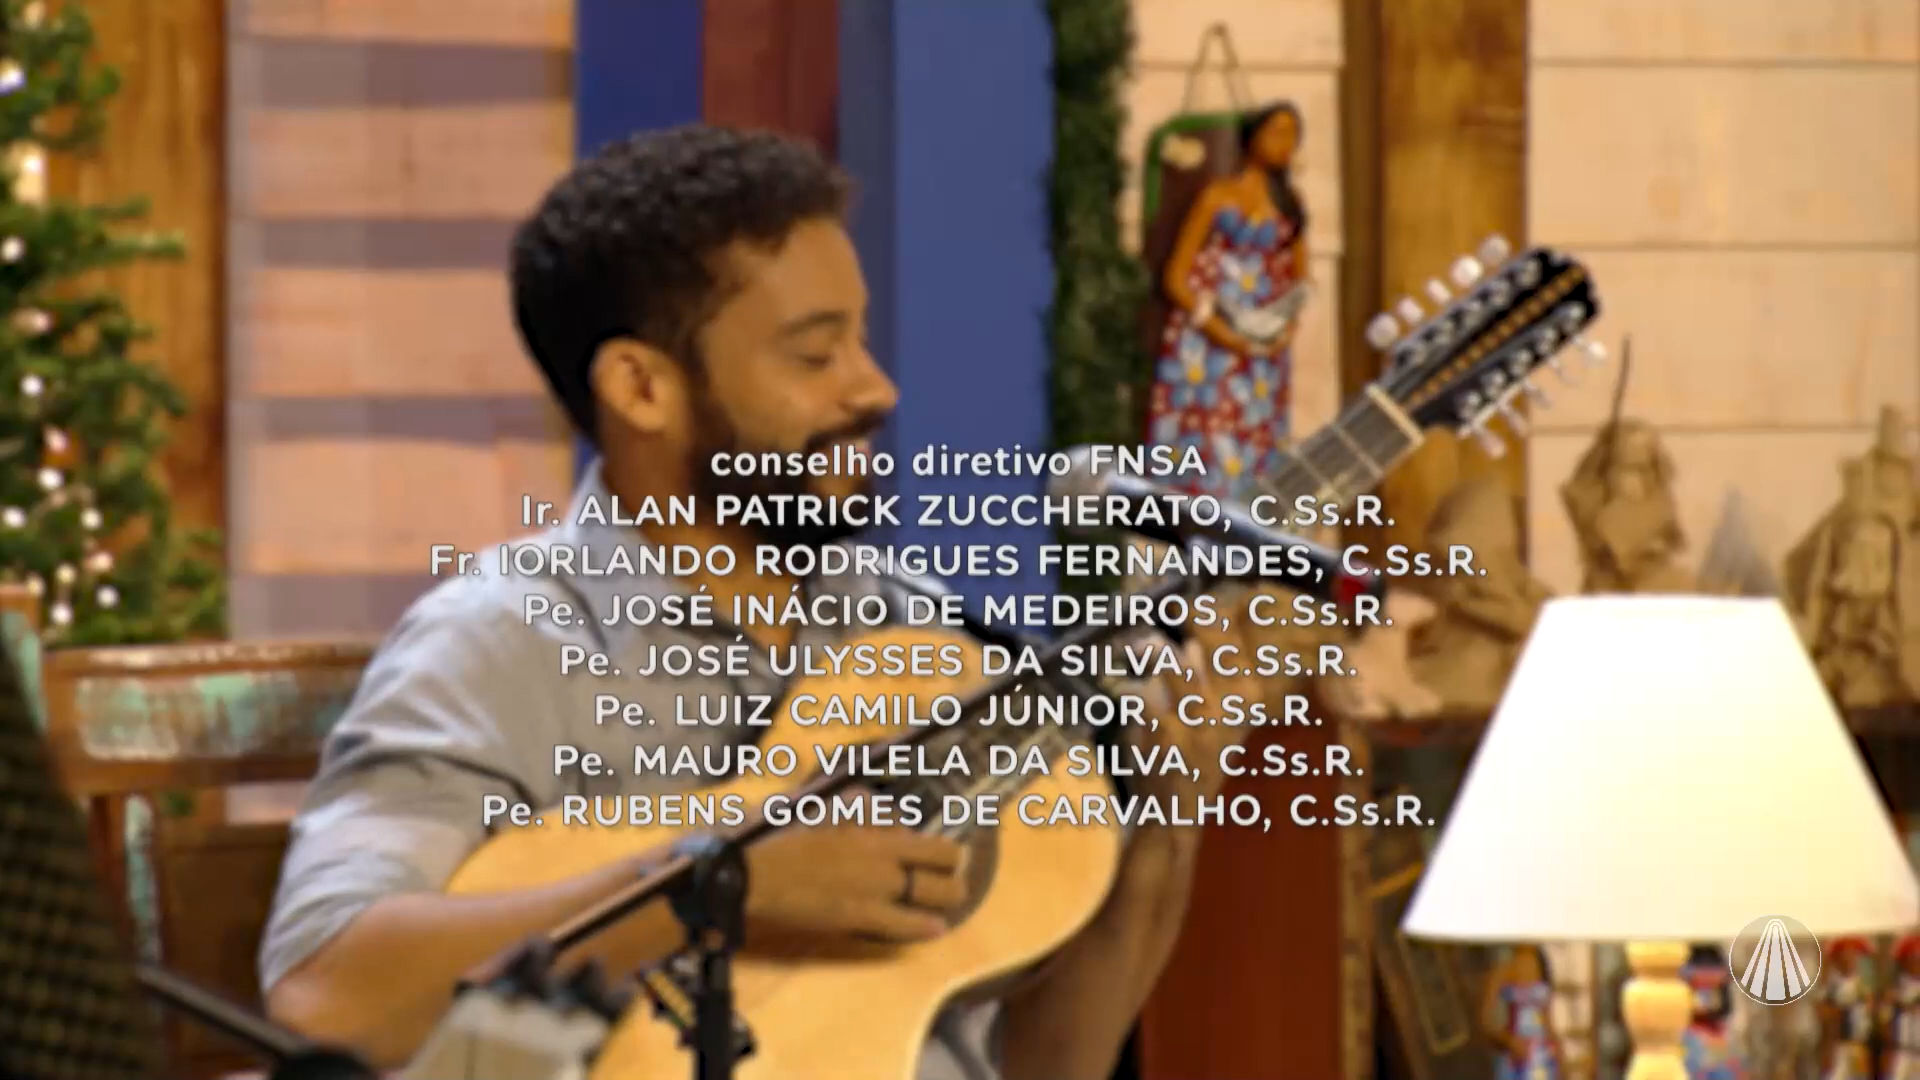 conselho diretivo FNSA
Ir. ALAN PATRICK ZUCCHERATO, C.Ss.R.
Fr. IORLANDO RODRIGUES FERNANDES, C.Ss.R.
Pe. JOSÉ INÁCIO DE MEDEIROS, C.Ss.R.
Pe. JOSÉ ULYSSES DA SILVA, C.Ss.R.
Pe. LUIZ CAMILO JÚNIOR, C.Ss.R.
Pe. MAURO VILELA DA SILVA, C.Ss.R.
Pe. RUBENS GOMES DE CARVALHO, C.Ss.R.